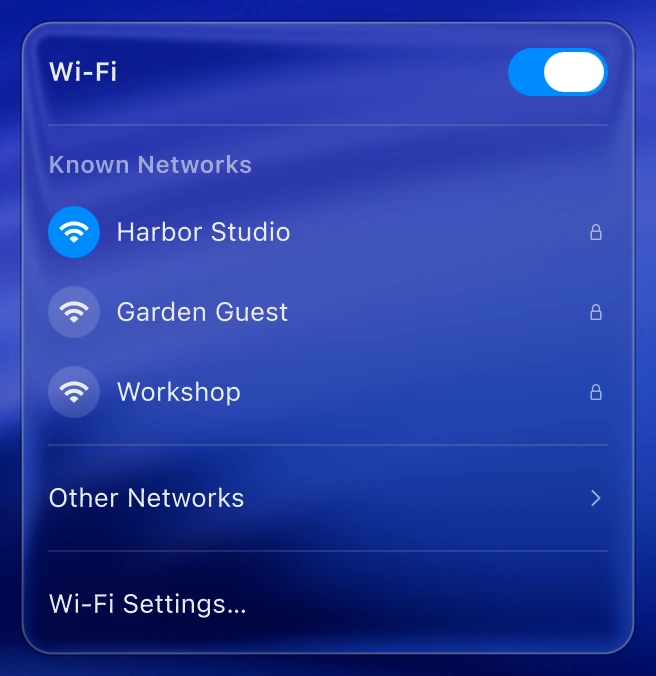 Wi-Fi
Known Networks
Harbor Studio
Garden Guest
Workshop
Other Networks
Wi-Fi Settings...